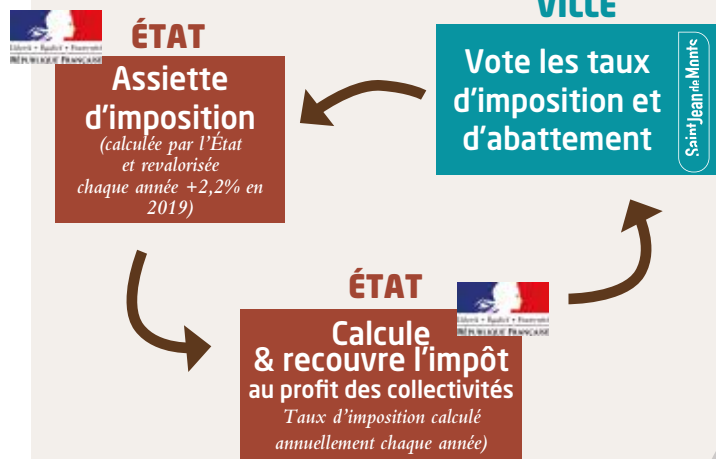 ÉTAT
Liberté • Égalité • Fraternité
RÉPUBLIQUE FRANÇAISE
Assiette
d'imposition
(calculée par l'État
et revalorisée
chaque année +2,2% en
2019)
VILLE
Vote les taux
d'imposition et
d'abattement
Saint Jean de Monts
ÉTAT
Liberté • Égalité • Fraternité
RÉPUBLIQUE FRANÇAISE
Calcule
& recouvre l'impôt
au profit des collectivités
Taux d'imposition calculé
annuellement chaque année)